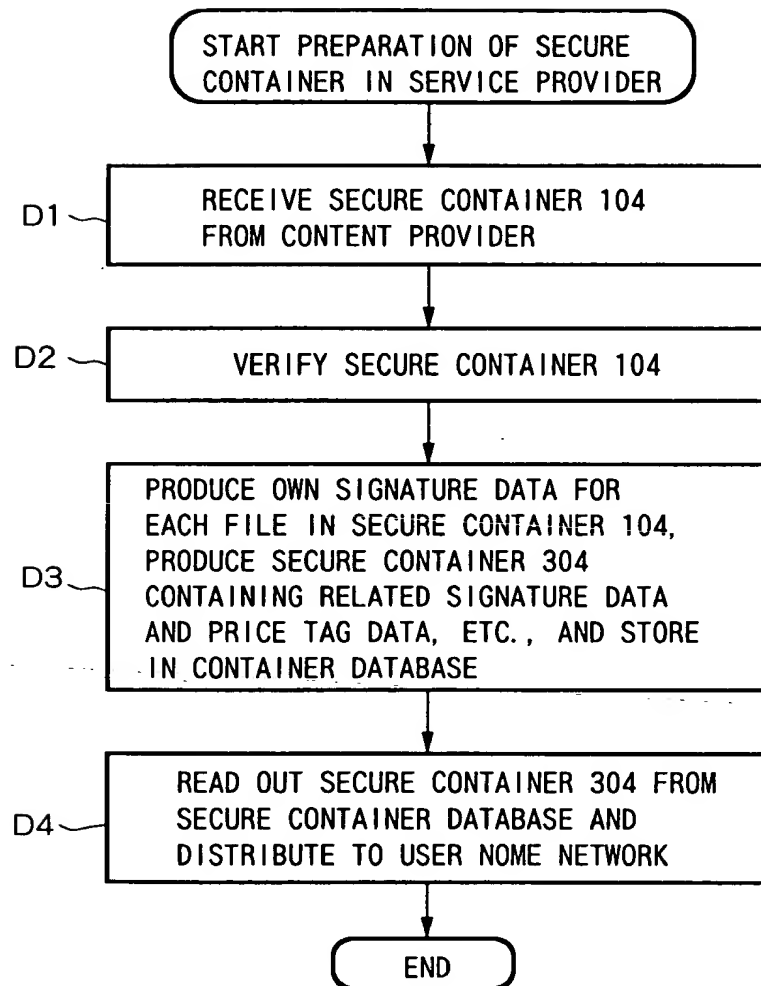 START PREPARATION OF SECURE
CONTAINER IN SERVICE PROVIDER
D1
RECEIVE SECURE CONTAINER 104
FROM CONTENT PROVIDER
D2
VERIFY SECURE CONTAINER 104
D3
PRODUCE OWN SIGNATURE DATA FOR
EACH FILE IN SECURE CONTAINER 104,
PRODUCE SECURE CONTAINER 304
CONTAINING RELATED SIGNATURE DATA
AND PRICE TAG DATA, ETC., AND STORE
IN CONTAINER DATABASE
D4
READ OUT SECURE CONTAINER 304 FROM
SECURE CONTAINER DATABASE AND
DISTRIBUTE TO USER NOME NETWORK
END